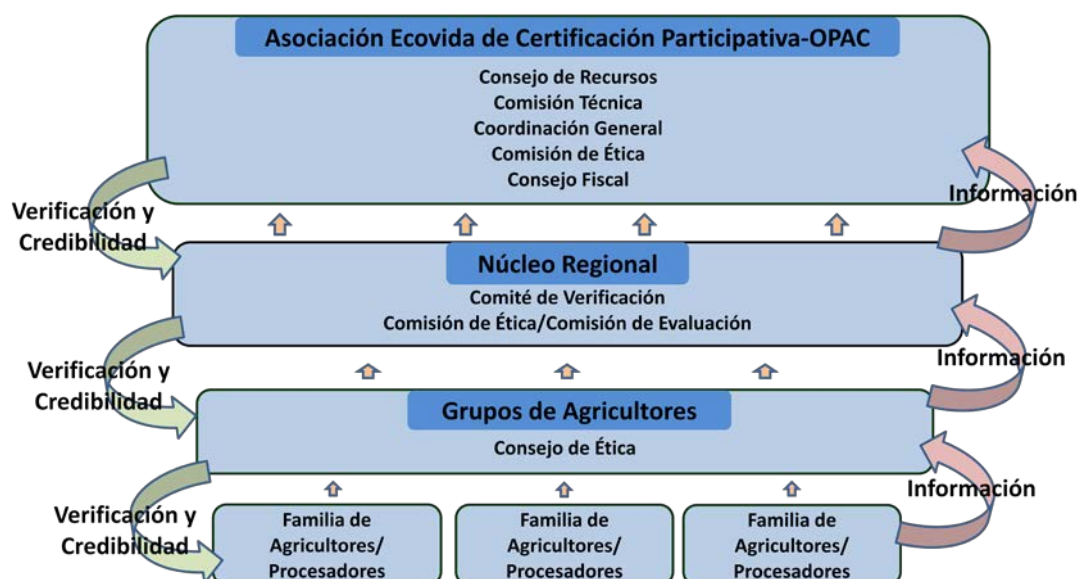 Asociación Ecovida de Certificación Participativa-OPAC
Consejo de Recursos
Comisión Técnica
Coordinación General
Comisión de Ética
Consejo Fiscal
Verificación y
Credibilidad
Información
Núcleo Regional
Comité de Verificación
Comisión de Ética/Comisión de Evaluación
Verificación y
Credibilidad
Información
Grupos de Agricultores
Consejo de Ética
Verificación y
Credibilidad
Información
Familia de
Agricultores/
Procesadores
Familia de
Agricultores/
Procesadores
Familia de
Agricultores/
Procesadores